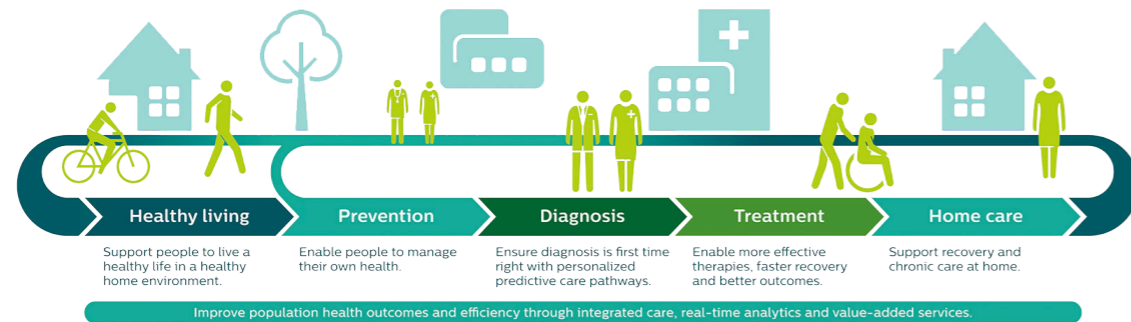 Healthy living
Prevention
Diagnosis
Treatment
Home care
Support people to live a
healthy life in a healthy
home environment.
Enable people to manage
their own health.
Ensure diagnosis is first time
right with personalized
predictive care pathways.
Enable more effective
therapies, faster recovery
and better outcomes.
Support recovery and
chronic care at home.
Improve population health outcomes and efficiency through integrated care, real-time analytics and value-added services.